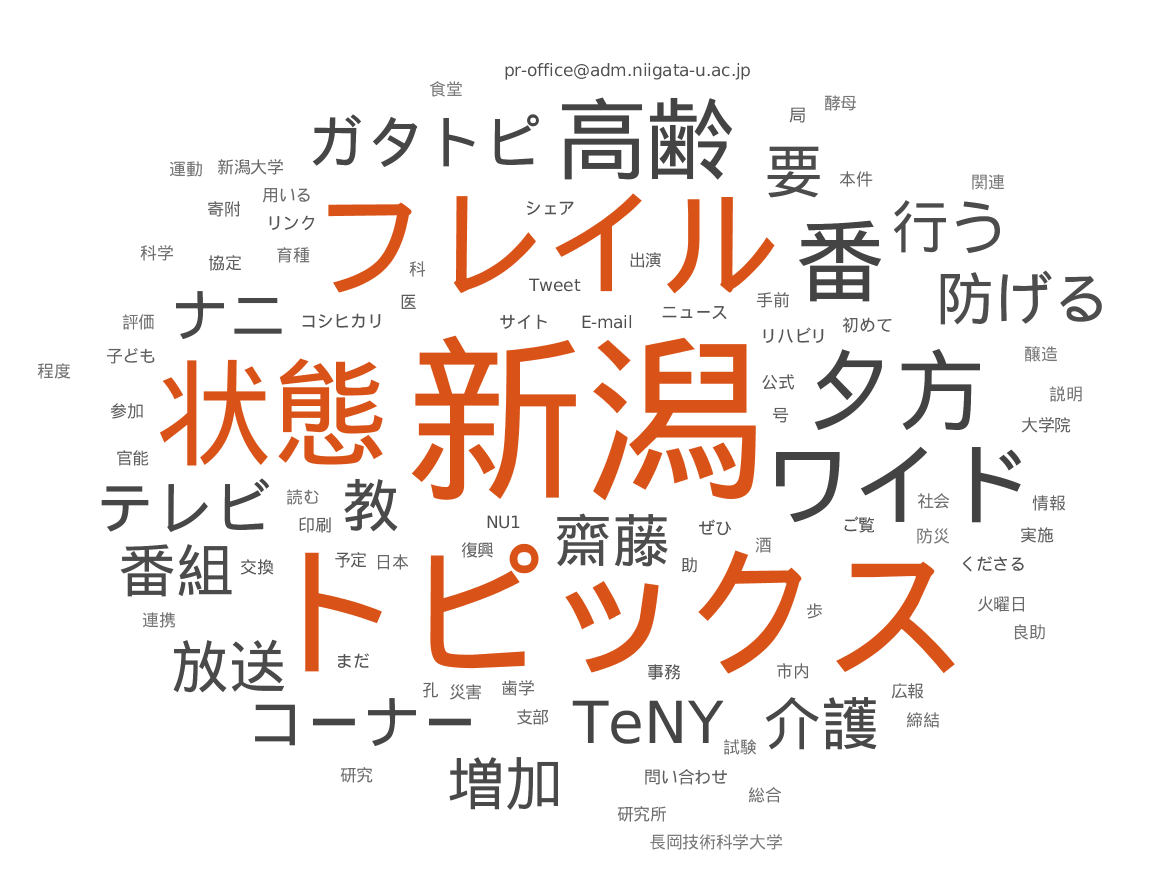 pr-office@adm.niigata-u.ac.jp
食堂
酵母
局
ガタトピ
高齢
要
運動
新潟大学
本件
関連
用いる
寄附
リンク
シェア
フレイル
番
行う
科学
協定
育種
科
出演
Tweet
医
手前
防げる
ナニ
コシヒカリ
サイト
E-mail
ニュース
リハビリ
初めて
評価
子ども
醸造
程度
状態
新潟
公式
夕方
説明
参加
号
大学院
官能
ワイド
テレビ
読む
教
社会
情報
印刷
NU1
齋藤
ぜひ
ご覧
防災
実施
番組
交換
予定
日本
復興
助
酒
くださる
トピックス
火曜日
連携
歩
良助
放送
まだ
事務
市内
孔
災害
歯学
広報
コーナー
支部
TeNY
介護
締結
試験
研究
増加
問い合わせ
総合
研究所
長岡技術科学大学